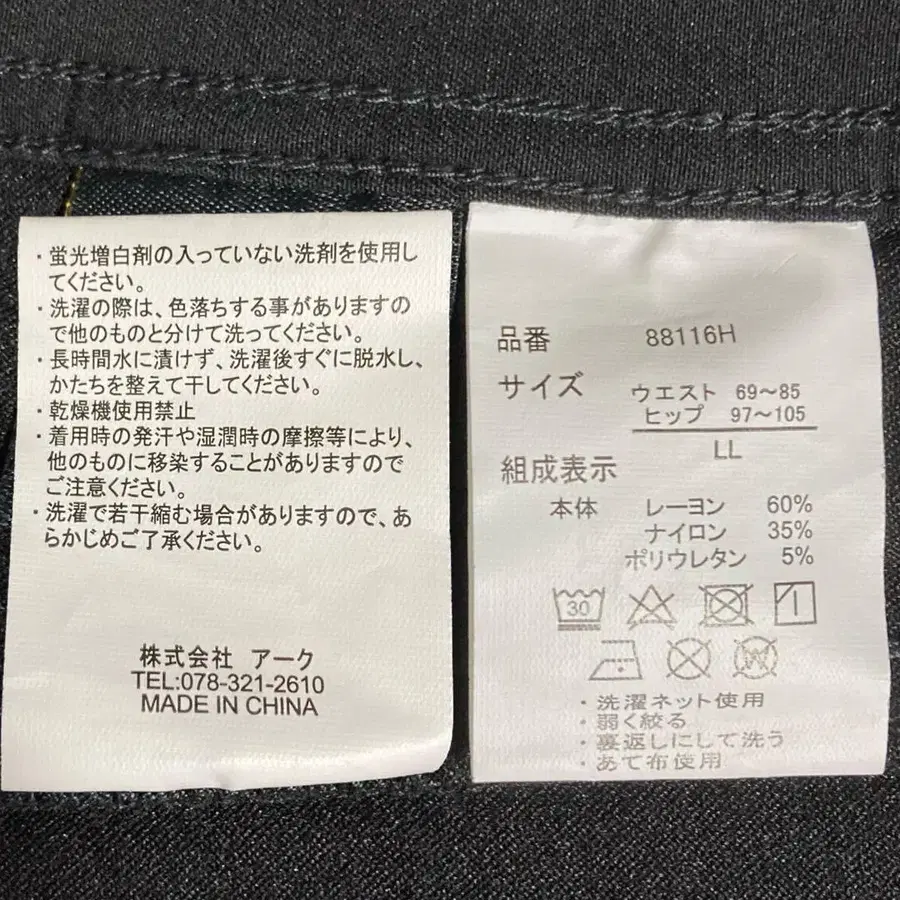 ・蛍光増白剤の入っていない洗剤を使用し
てください。
・洗濯の際は、色落ちする事がありますの
で他のものと分けて洗ってください。
・長時間水に漬けず、洗濯後すぐに脱水し、
かたちを整えて干してください。
・乾燥機使用禁止
・着用時の発汗や湿潤時の摩擦等により、
他のものに移染することがありますので
ご注意ください。
・洗濯で若干縮む場合がありますので、あ
らかじめご了承ください。
株式会社 アーク
TEL:078-321-2610
MADE IN CHINA
品番 88116H
サイズ ウエスト 69～85
ヒップ 97～105
LL
組成表示
本体 レーヨン 60%
ナイロン 35%
ポリウレタン 5%
30
W
・洗濯ネット使用
・弱く絞る
・裏返しにして洗う
・あて布使用